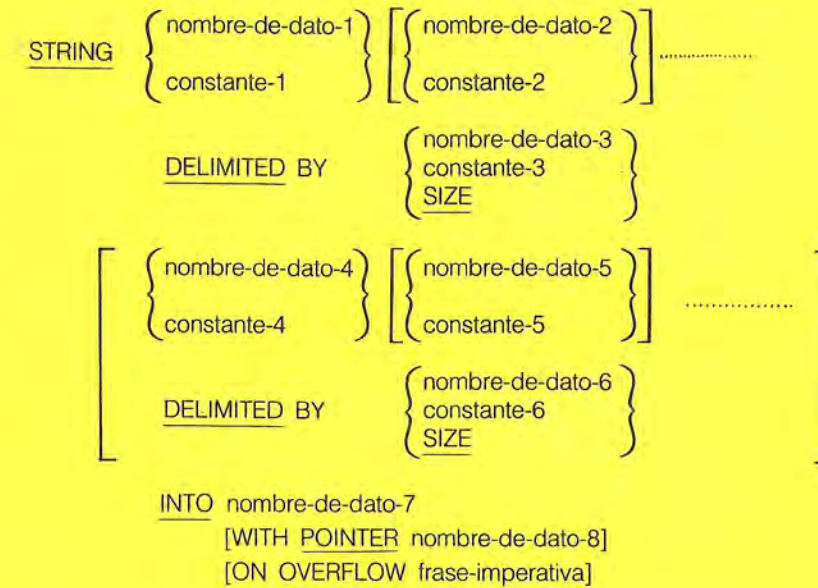 STRING { nombre-de-dato-1 } [ { nombre-de-dato-2 } ] ................
{ constante-1 } [ { constante-2 } ]
DELIMITED BY { nombre-de-dato-3
constante-3
SIZE }
[ { nombre-de-dato-4 } [ { nombre-de-dato-5 } ] ................
{ constante-4 } [ { constante-5 } ]
DELIMITED BY { nombre-de-dato-6
constante-6
SIZE } ]
INTO nombre-de-dato-7
[WITH POINTER nombre-de-dato-8]
[ON OVERFLOW frase-imperativa]